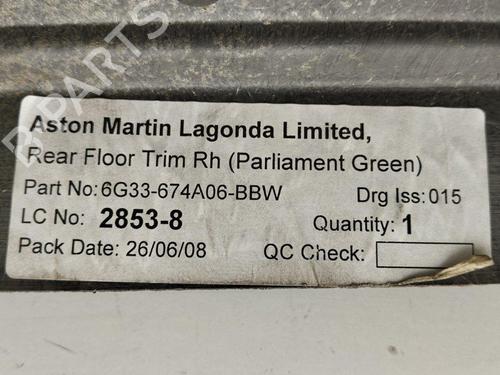 Aston Martin Lagonda Limited,
Rear Floor Trim Rh (Parliament Green)
Part No:6G33-674A06-BBW Drg Iss:015
LC No: 2853-8 Quantity: 1
Pack Date: 26/06/08 QC Check:
B-PARTS